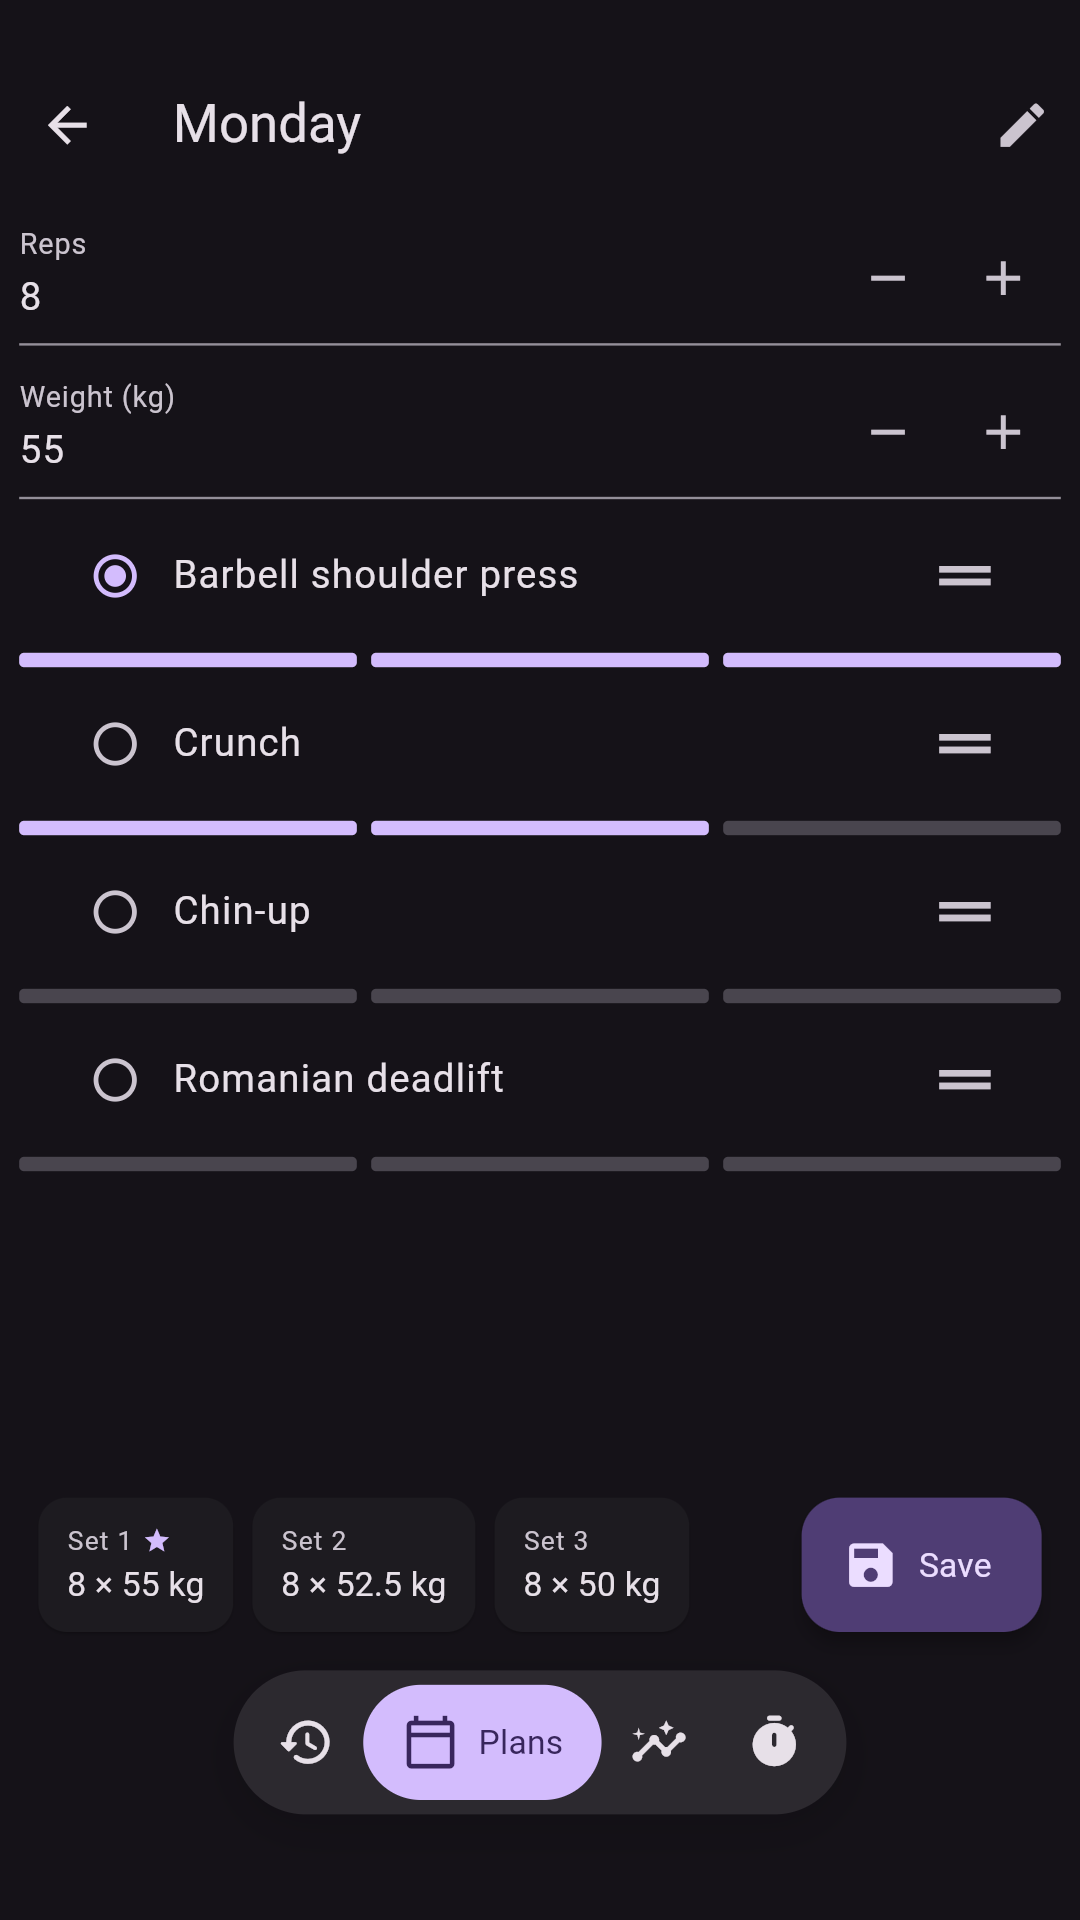 Monday
Reps
8
Weight (kg)
55
Barbell shoulder press
Crunch
Chin-up
Romanian deadlift
Set 1
8 × 55 kg
Set 2
8 × 52.5 kg
Set 3
8 × 50 kg
Save
Plans